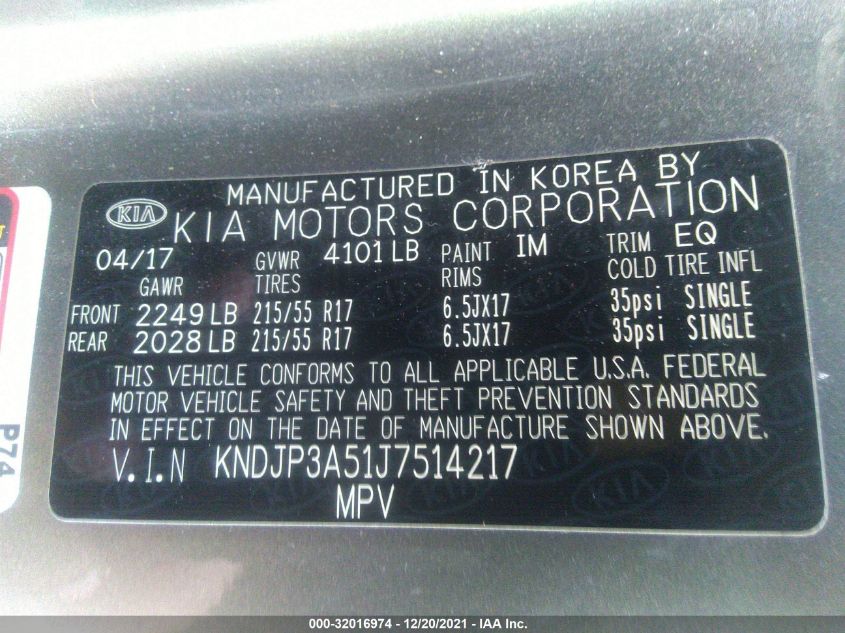 MANUFACTURED IN KOREA BY
KIA KIA MOTORS CORPORATION
04/17 GVWR 4101 LB PAINT IM TRIM EQ
GAWR TIRES RIMS COLD TIRE INFL
FRONT 2249 LB 215/55 R17 6.5JX17 35psi SINGLE
REAR 2028 LB 215/55 R17 6.5JX17 35psi SINGLE
THIS VEHICLE CONFORMS TO ALL APPLICABLE U.S.A. FEDERAL
MOTOR VEHICLE SAFETY AND THEFT PREVENTION STANDARDS
IN EFFECT ON THE DATE OF MANUFACTURE SHOWN ABOVE.
V.I.N KNDJP3A51J7514217
MPV
P74
000-32016974 - 12/20/2021 - IAA Inc.